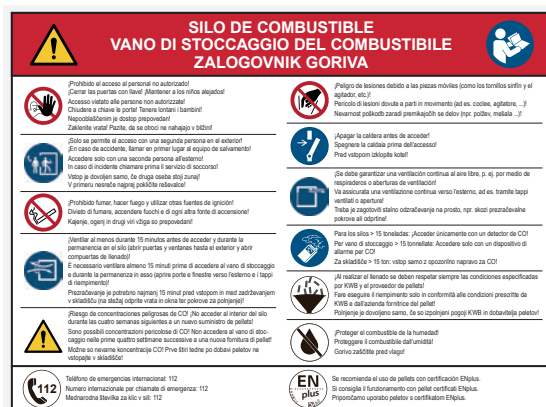 SILO DE COMBUSTIBLE
VANO DI STOCCAGGIO DEL COMBUSTIBILE
ZALOGOVNIK GORIVA
¡Prohibido el acceso al personal no autorizado!
¡Cerrar las puertas con llave! ¡Mantener a los niños alejados!
Accesso vietato alle persone non autorizzate!
Chiudere a chiave le porte! Tenere lontani i bambini!
Nepooblaščenim je dostop prepovedan!
Zaklenite vrata! Pazite, da se otroci ne nahajajo v bližini!
¡Solo se permite el acceso con una segunda persona en el exterior!
¡En caso de accidente, llamar en primer lugar al equipo de salvamento!
Accedere solo con una seconda persona all'esterno!
In caso di incidente chiamare prima il servizio di soccorso!
Vstop je dovoljen samo, če druga oseba stoji zunaj!
V primeru nesreče najprej pokličite reševalce!
¡Prohibido fumar, hacer fuego y utilizar otras fuentes de ignición!
Divieto di fumare, accendere fuochi e di ogni altra fonte di accensione!
Kajenje, ogenj in drugi viri vžiga so prepovedani!
¡Ventilar al menos durante 15 minutos antes de acceder y durante la
permanencia en el silo (abrir puertas y ventanas hasta el exterior y abrir
compuertas de llenado)!
È necessario ventilare almeno 15 minuti prima di accedere al vano di stoccaggio
e durante la permanenza in esso (aprire porte e finestre verso l'esterno e i tappi
di riempimento)!
Prezračevanje je potrebno najmanj 15 minut pred vstopom in med zadrževanjem
v skladišču (na stežaj odprite vrata in okna ter pokrove za polnjenje)!
¡Riesgo de concentraciones peligrosas de CO! ¡No acceder al interior del silo
durante las cuatro semanas siguientes a un nuevo suministro de pellets!
Sono possibili concentrazioni pericolose di CO! Non accedere al vano di stoc-
caggio nelle prime quattro settimane successive a una nuova fornitura di pellet!
Možne so nevarne koncentracije CO! Prve štiri tedne po dobavi peletov ne
vstopajte v skladišče!
112
Teléfono de emergencias internacional: 112
Numero internazionale per chiamate di emergenza: 112
Mednarodna številka za klic v sili: 112
¡Peligro de lesiones debido a las piezas móviles (como los tornillos sinfín y el
agitador, etc.)!
Pericolo di lesioni dovute a parti in movimento (ad es. coclee, agitatore, ...)!
Nevarnost poškodb zaradi premikajočih se delov (npr. polžev, mešala ...)!
¡Apagar la caldera antes de acceder!
Spegnere la caldaia prima dell'accesso!
Pred vstopom izklopite kotel!
¡Se debe garantizar una ventilación continua al aire libre, p. ej. por medio de
respiraderos o aberturas de ventilación!
Va assicurata una ventilazione continua verso l'esterno, ad es. tramite tappi
ventilati o aperture!
Treba je zagotoviti stalno odzračevanje na prosto, npr. skozi prezračevalne
pokrove ali odprtine!
Para los silos > 15 toneladas: ¡Acceder únicamente con un detector de CO!
Per vano di stoccaggio > 15 tonnellate: Accedere solo con un dispositivo di
allarme per CO!
Za skladišče > 15 ton: vstop samo z opozorilno napravo za CO!
¡Al realizar el llenado se deben respetar siempre las condiciones especificadas
por KWB y el proveedor de pellets!
Fare eseguire il riempimento solo in conformità alle condizioni prescritte da
KWB e dall'azienda fornitrice del pellet!
Polnjenje je dovoljeno samo, če so izpolnjeni pogoji KWB in dobavitelja peletov!
¡Proteger el combustible de la humedad!
Proteggere il combustibile dall'umidità!
Gorivo zaščitite pred vlago!
EN
plus
Se recomienda el uso de pellets con certificación ENplus.
Si consiglia il funzionamento con pellet certificati ENplus.
Priporočamo uporabo peletov s certifikatom ENplus.